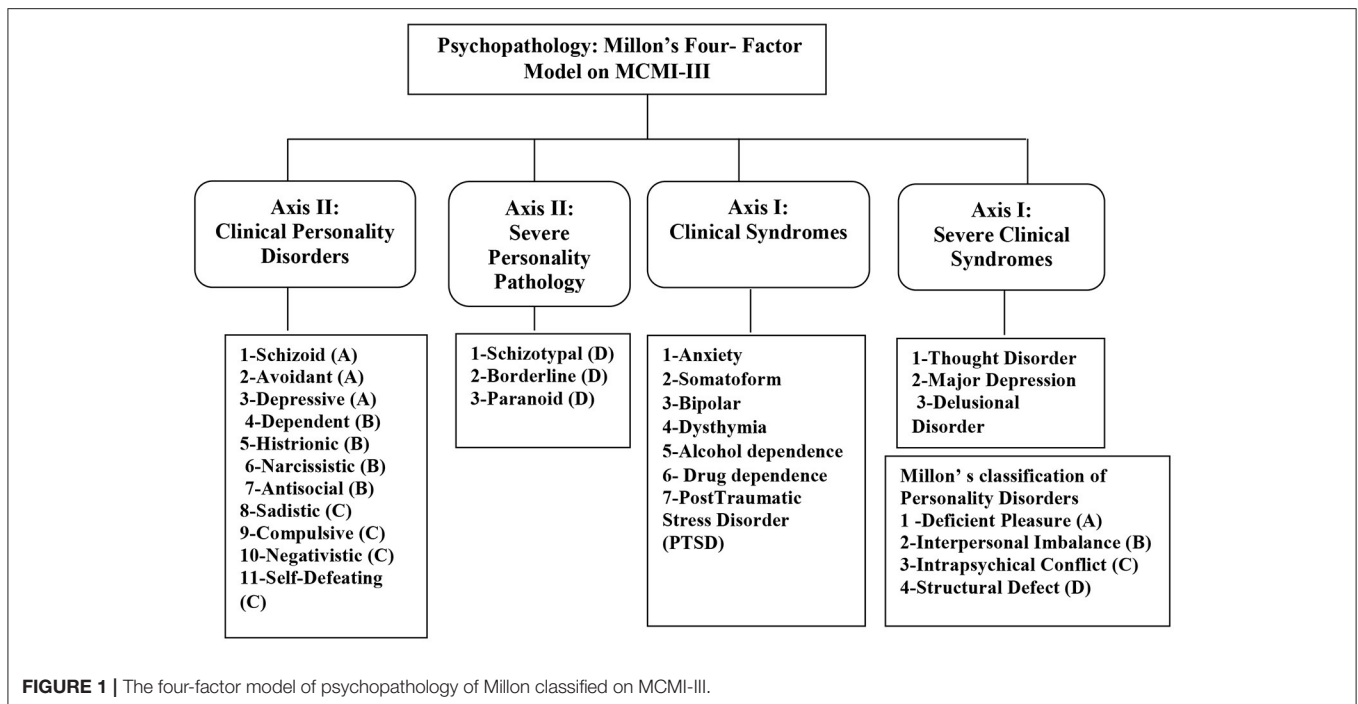 Psychopathology: Millon’s Four- Factor
Model on MCMI-III
Axis II:
Clinical Personality
Disorders
Axis II:
Severe
Personality
Pathology
Axis I:
Clinical Syndromes
Axis I:
Severe Clinical
Syndromes
1-Schizoid (A)
2-Avoidant (A)
3-Depressive (A)
4-Dependent (B)
5-Histrionic (B)
6-Narcissistic (B)
7-Antisocial (B)
8-Sadistic (C)
9-Compulsive (C)
10-Negativistic (C)
11-Self-Defeating
(C)
1-Schizotypal (D)
2-Borderline (D)
3-Paranoid (D)
1-Anxiety
2-Somatoform
3-Bipolar
4-Dysthymia
5-Alcohol dependence
6- Drug dependence
7-PostTraumatic
Stress Disorder
(PTSD)
1-Thought Disorder
2-Major Depression
3-Delusional
Disorder
Millon’ s classification of
Personality Disorders
1 -Deficient Pleasure (A)
2-Interpersonal Imbalance (B)
3-Intrapsychical Conflict (C)
4-Structural Defect (D)
FIGURE 1 | The four-factor model of psychopathology of Millon classified on MCMI-III.